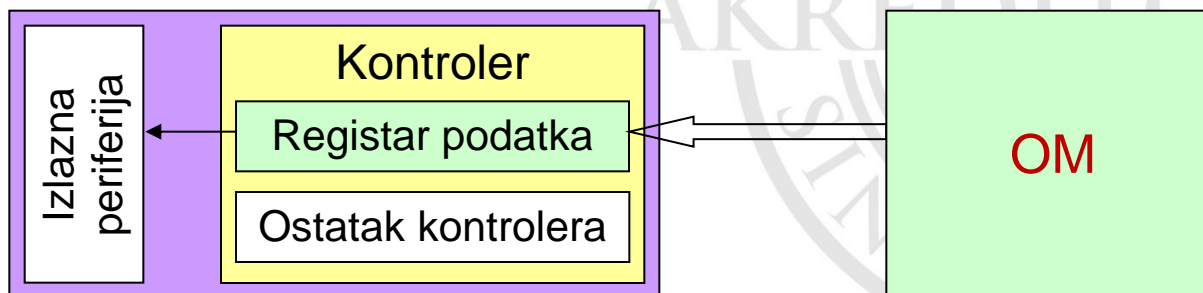 Izlazna
periferija
Kontroler
Registar podatka
Ostatak kontrolera
OM